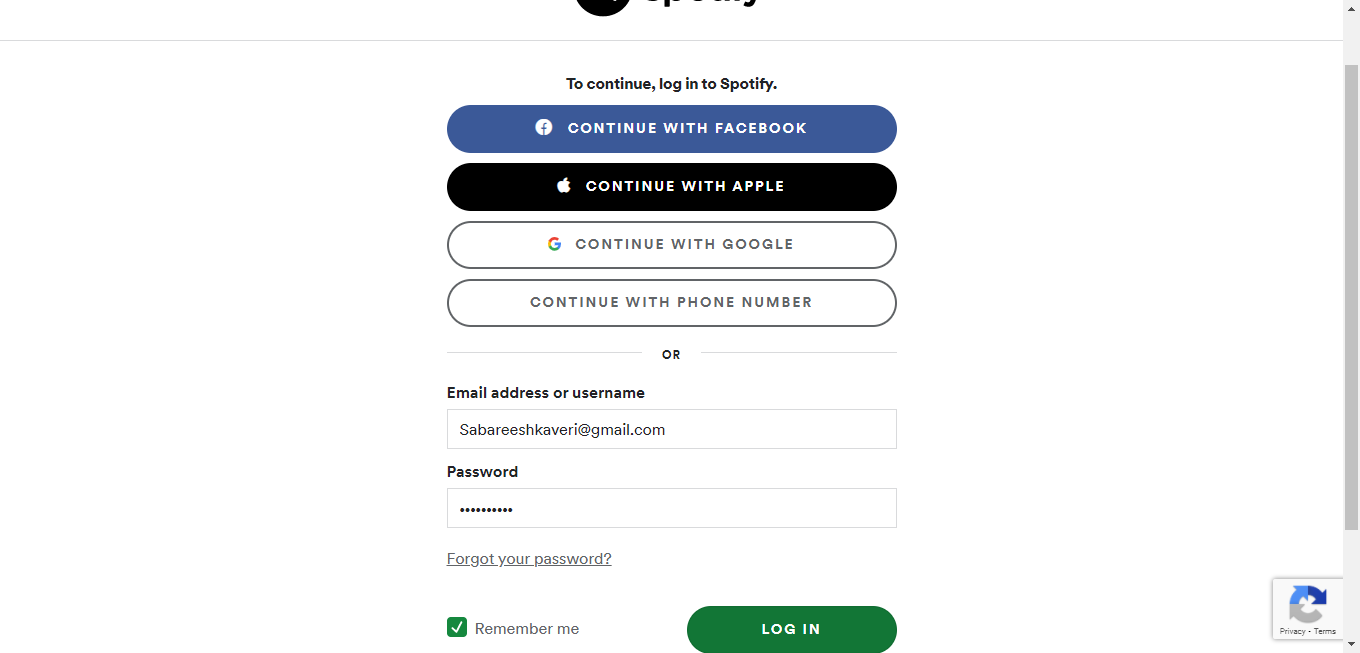 To continue, log in to Spotify.
CONTINUE WITH FACEBOOK
CONTINUE WITH APPLE
CONTINUE WITH GOOGLE
CONTINUE WITH PHONE NUMBER
OR
Email address or username
Sabareeshkaveri@gmail.com
Password
••••••••••
Forgot your password?
Remember me
LOG IN
Privacy - Terms